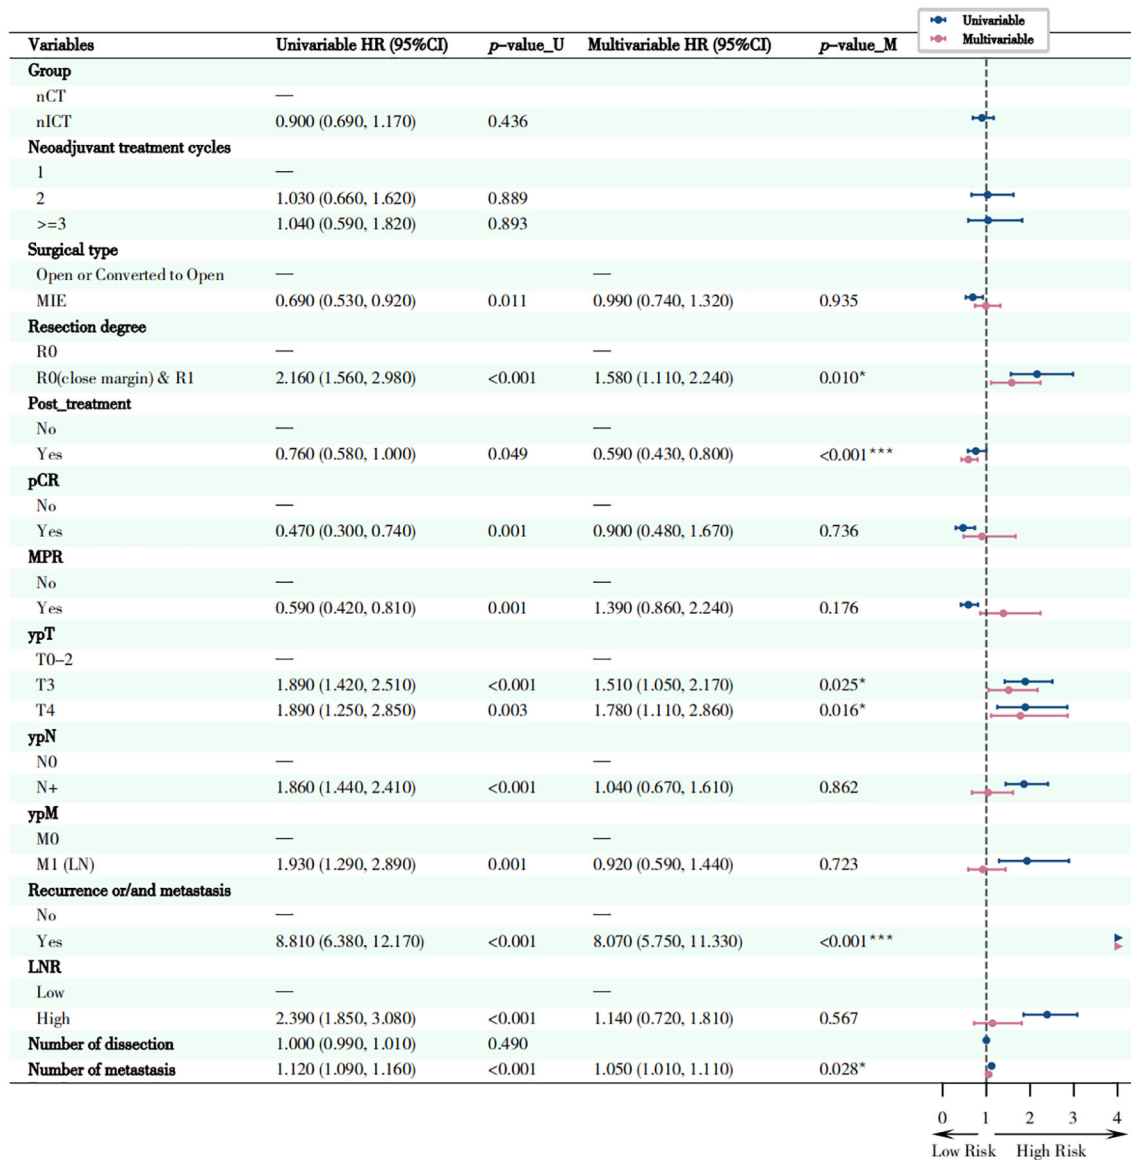 Univariable
Multivariable
Variables Univariable HR (95%CI) p-value_U Multivariable HR (95%CI) p-value_M
Group
nCT —
nICT 0.900 (0.690, 1.170) 0.436
Neoadjuvant treatment cycles
1 —
2 1.030 (0.660, 1.620) 0.889
>=3 1.040 (0.590, 1.820) 0.893
Surgical type
Open or Converted to Open — —
MIE 0.690 (0.530, 0.920) 0.011 0.990 (0.740, 1.320) 0.935
Resection degree
R0 — —
R0(close margin) & R1 2.160 (1.560, 2.980) <0.001 1.580 (1.110, 2.240) 0.010*
Post_treatment
No — —
Yes 0.760 (0.580, 1.000) 0.049 0.590 (0.430, 0.800) <0.001***
pCR
No — —
Yes 0.470 (0.300, 0.740) 0.001 0.900 (0.480, 1.670) 0.736
MPR
No — —
Yes 0.590 (0.420, 0.810) 0.001 1.390 (0.860, 2.240) 0.176
ypT
T0–2 — —
T3 1.890 (1.420, 2.510) <0.001 1.510 (1.050, 2.170) 0.025*
T4 1.890 (1.250, 2.850) 0.003 1.780 (1.110, 2.860) 0.016*
ypN
N0 — —
N+ 1.860 (1.440, 2.410) <0.001 1.040 (0.670, 1.610) 0.862
ypM
M0 — —
M1 (LN) 1.930 (1.290, 2.890) 0.001 0.920 (0.590, 1.440) 0.723
Recurrence or/and metastasis
No — —
Yes 8.810 (6.380, 12.170) <0.001 8.070 (5.750, 11.330) <0.001***
LNR
Low — —
High 2.390 (1.850, 3.080) <0.001 1.140 (0.720, 1.810) 0.567
Number of dissection 1.000 (0.990, 1.010) 0.490
Number of metastasis 1.120 (1.090, 1.160) <0.001 1.050 (1.010, 1.110) 0.028*
0 1 2 3 4
Low Risk High Risk